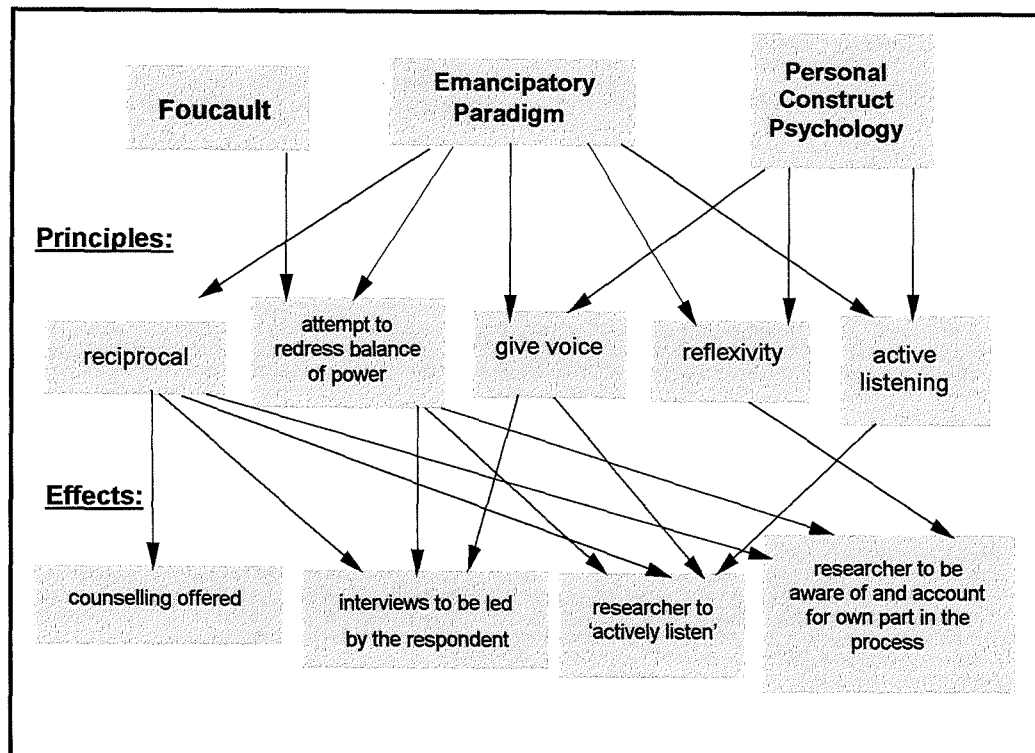 Foucault
Emancipatory
Paradigm
Personal
Construct
Psychology
Principles:
reciprocal
attempt to
redress balance
of power
give voice
reflexivity
active
listening
Effects:
counselling offered
interviews to be led
by the respondent
researcher to
‘actively listen’
researcher to be
aware of and account
for own part in the
process